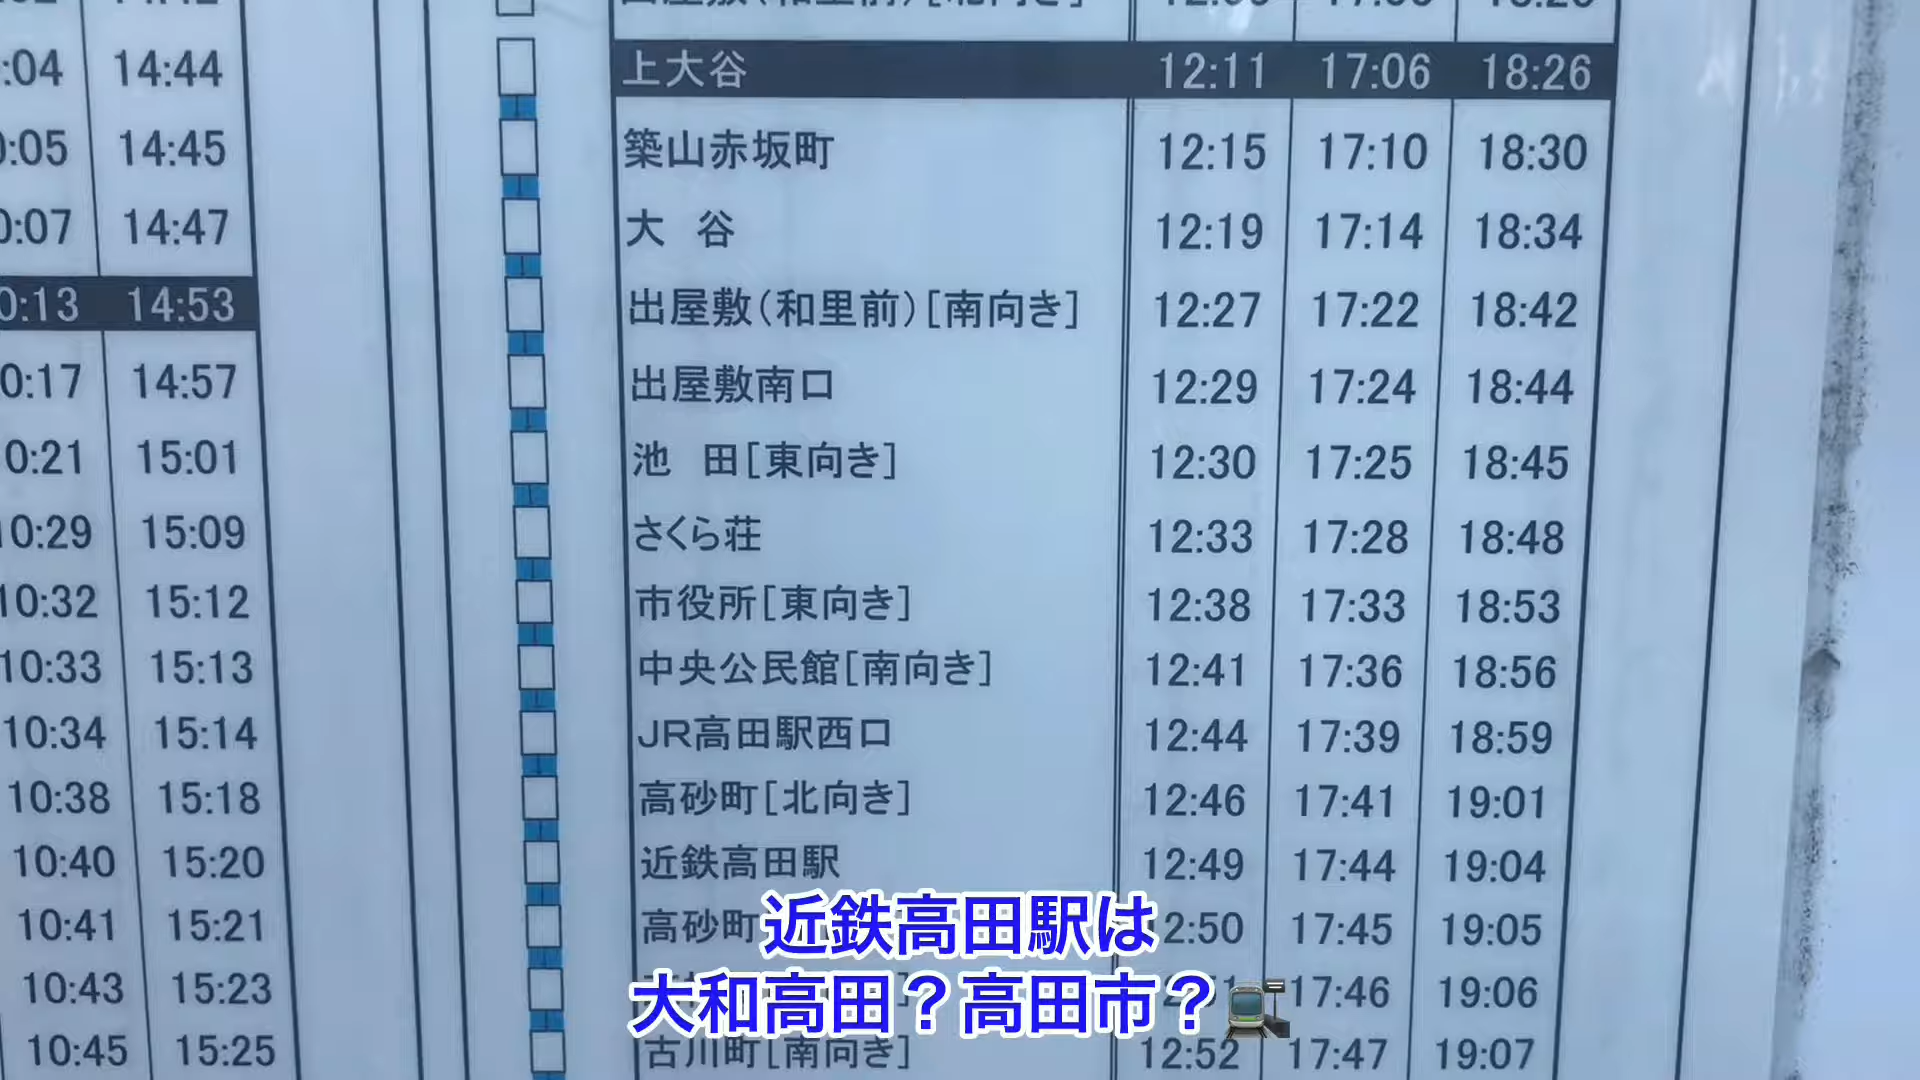 :04 14:44
:05 14:45
0:07 14:47
0:13 14:53
0:17 14:57
0:21 15:01
10:29 15:09
10:32 15:12
10:33 15:13
10:34 15:14
10:38 15:18
10:40 15:20
10:41 15:21
10:43 15:23
10:45 15:25
上大谷 12:11 17:06 18:26
築山赤坂町 12:15 17:10 18:30
大 谷 12:19 17:14 18:34
出屋敷(和里前)[南向き] 12:27 17:22 18:42
出屋敷南口 12:29 17:24 18:44
池 田[東向き] 12:30 17:25 18:45
さくら荘 12:33 17:28 18:48
市役所[東向き] 12:38 17:33 18:53
中央公民館[南向き] 12:41 17:36 18:56
JR高田駅西口 12:44 17:39 18:59
高砂町[北向き] 12:46 17:41 19:01
近鉄高田駅 12:49 17:44 19:04
高砂町 2:50 17:45 19:05
17:46 19:06
古川町[南向き] 12:52 17:47 19:07
近鉄高田駅は
大和高田？高田市？